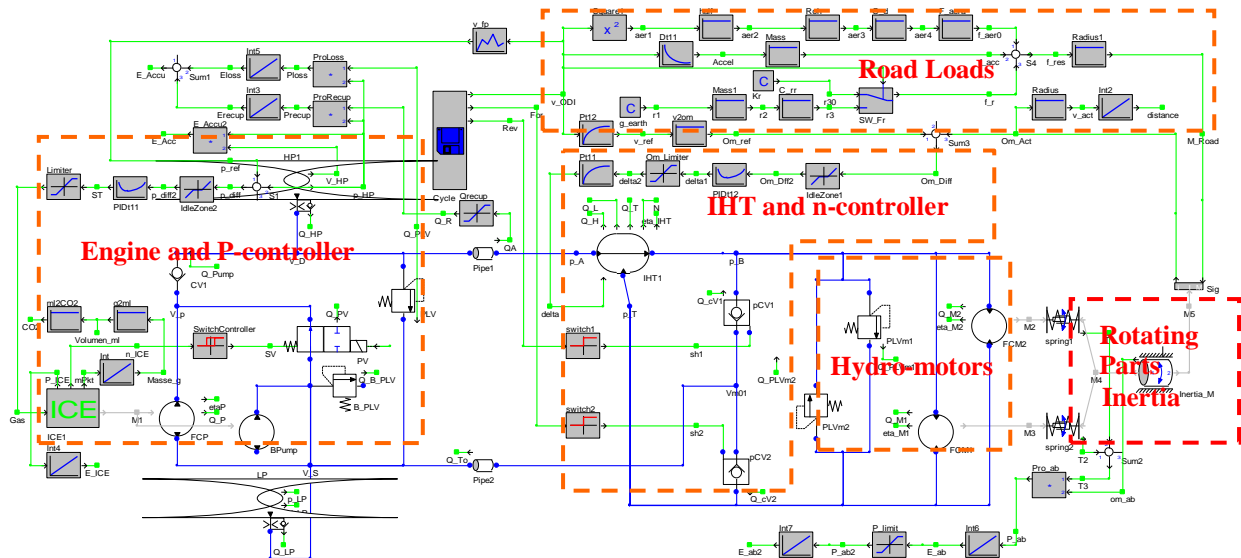 v_fp
Square1
half
Roh
C_d
F_aero
aer1
aer2
aer3
aer4
f_aer0
Dt11
Mass
Accel
acc
S4
Radius1
f_res
Road Loads
Int5
ProLoss
E_Accu
Sum1
Eloss
Ploss
Int3
ProRecup
Erecup
Precup
E_Accu2
E_Acc
v_ODI
For
Rev
C
Kr
C
g_earth
r1
Mass1
r2
C_rr
r3
r30
SW_Fr
f_r
Radius
Int2
v_act
distance
Pt12
v2om
v_ref
Om_ref
Sum3
Om_Act
M_Road
HP1
p_ref
V_HP
Limiter
ST
PIDt11
p_diff2
IdleZone2
p_diff
S1
p_HP
Cycle
Qrecup
Q_R
QA
Q_HP
Pt11
delta2
Om_Limiter
delta1
PIDt12
Om_Dff2
IdleZone1
Om_Diff
Q_L
Q_T
N
Q_H
eta_IHT
IHT and n-controller
Engine and P-controller
V_D
Q_Pump
CV1
V_p
Pipe1
p_A
IHT1
p_B
p_T
delta
Sig
M5
ml2CO2
g2ml
CO2
Volumen_ml
SwitchController
Q_PV
SV
PV
n_ICE
Int
Masse_g
P_ICE
mPkt
ICE
ICE1
Gas
M1
etaP
Q_P
FCP
BPump
Q_B_PLV
B_PLV
Int4
E_ICE
switch1
sh1
pCV1
Q_cV1
Q_PLVm2
Vm01
PLVm1
PLVm2
Hydro-motors
Q_M2
eta_M2
FCM2
M2
spring1
Q_M1
eta_M1
M3
spring2
M4
Rotating
Parts
Inertia
Inertia_M
switch2
sh2
pCV2
Q_cV2
Q_To
Pipe2
V_S
LP
p_LP
Q_LP
T2
Sum2
T3
Pro_ab
om_ab
Int7
P_limit
Int6
E_ab2
P_ab2
E_ab
P_ab